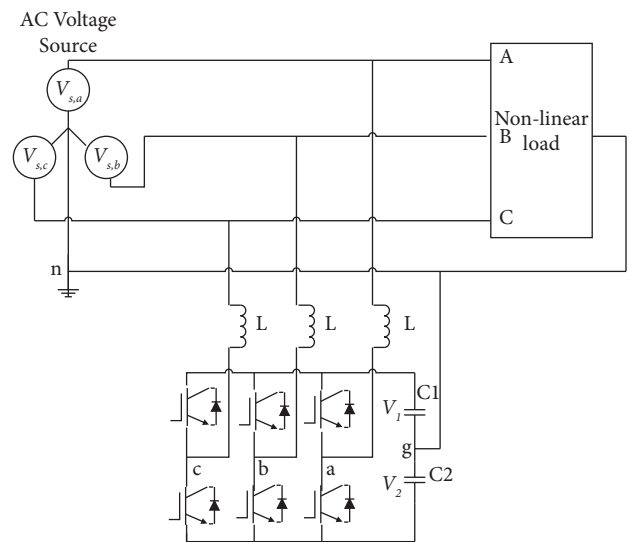 AC Voltage
Source
A
V_{s,a}
Non-linear
load
B
V_{s,c}
V_{s,b}
C
n
L
L
L
C1
V_1
g
c
b
a
C2
V_2